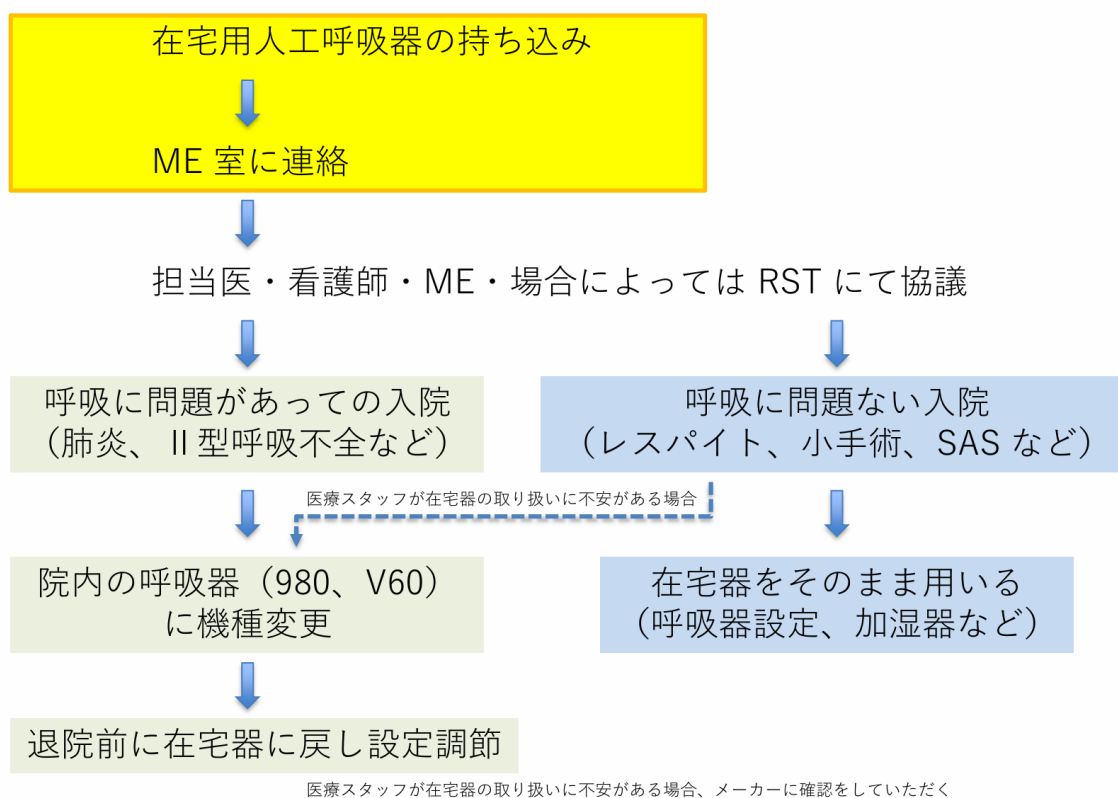 在宅用人工呼吸器の持ち込み
ME 室に連絡
担当医・看護師・ME・場合によっては RST にて協議
呼吸に問題があっての入院
（肺炎、Ⅱ型呼吸不全など）
呼吸に問題ない入院
（レスパイト、小手術、SAS など）
医療スタッフが在宅器の取り扱いに不安がある場合
院内の呼吸器（980、V60）
に機種変更
在宅器をそのまま用いる
（呼吸器設定、加湿器など）
退院前に在宅器に戻し設定調節
医療スタッフが在宅器の取り扱いに不安がある場合、メーカーに確認をしていただく